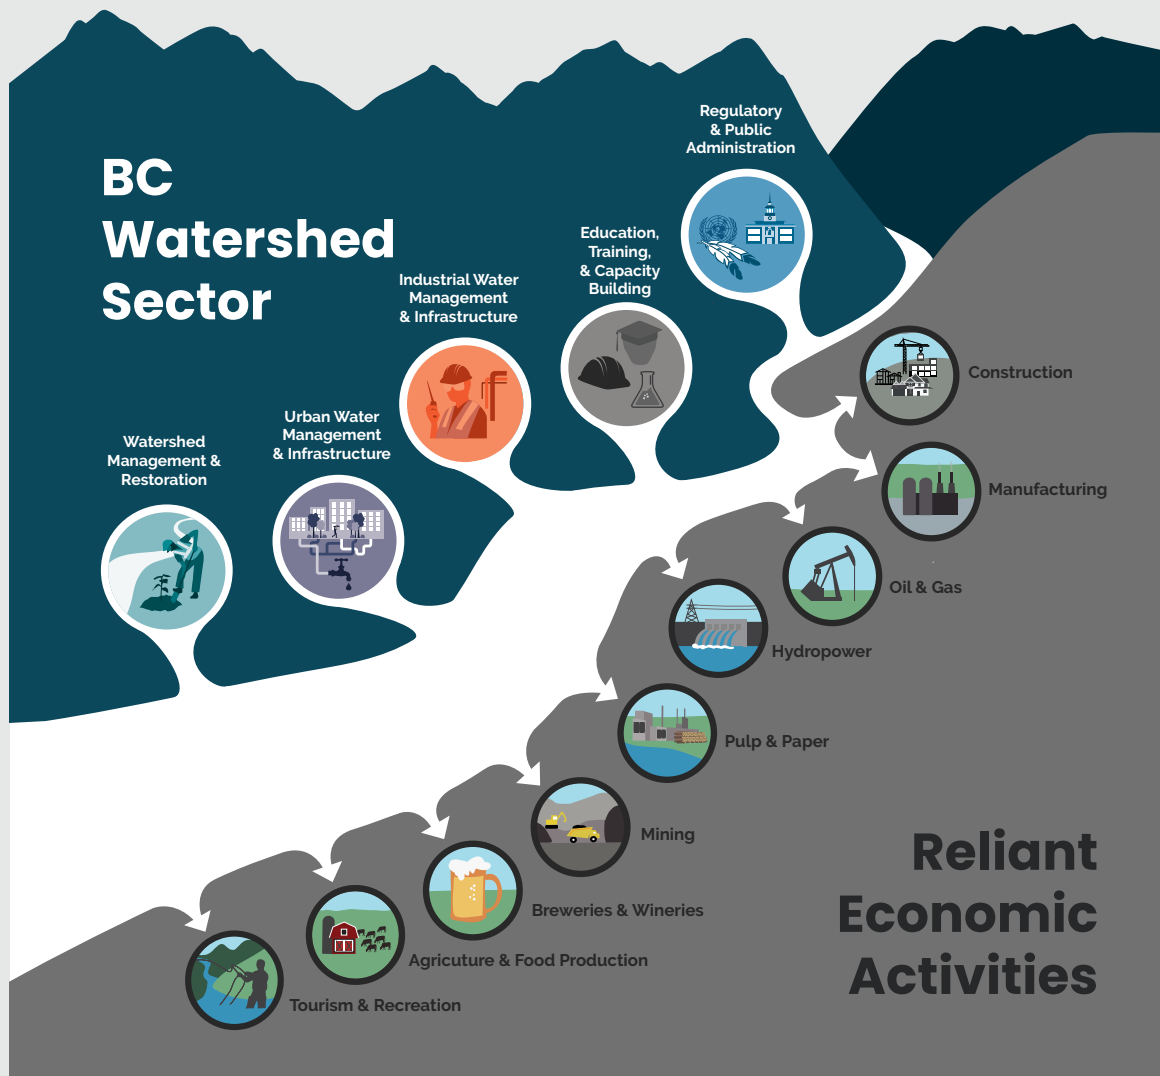 BC
Watershed
Sector
Regulatory
& Public
Administration
Education,
Training,
& Capacity
Building
Industrial Water
Management
& Infrastructure
Urban Water
Management
& Infrastructure
Watershed
Management &
Restoration
Construction
Manufacturing
Oil & Gas
Hydropower
Pulp & Paper
Mining
Breweries & Wineries
Agricuture & Food Production
Tourism & Recreation
Reliant
Economic
Activities